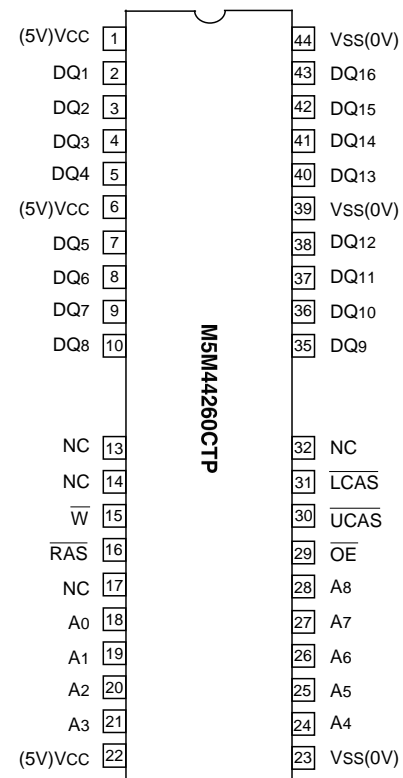 (5V)VCC 1 44 VSS(0V)
DQ1 2 43 DQ16
DQ2 3 42 DQ15
DQ3 4 41 DQ14
DQ4 5 40 DQ13
(5V)VCC 6 39 VSS(0V)
DQ5 7 38 DQ12
DQ6 8 37 DQ11
DQ7 9 36 DQ10
DQ8 10 35 DQ9
M5M44260CTP
NC 13 32 NC
NC 14 31 LCAS
W 15 30 UCAS
RAS 16 29 OE
NC 17 28 A8
A0 18 27 A7
A1 19 26 A6
A2 20 25 A5
A3 21 24 A4
(5V)VCC 22 23 VSS(0V)